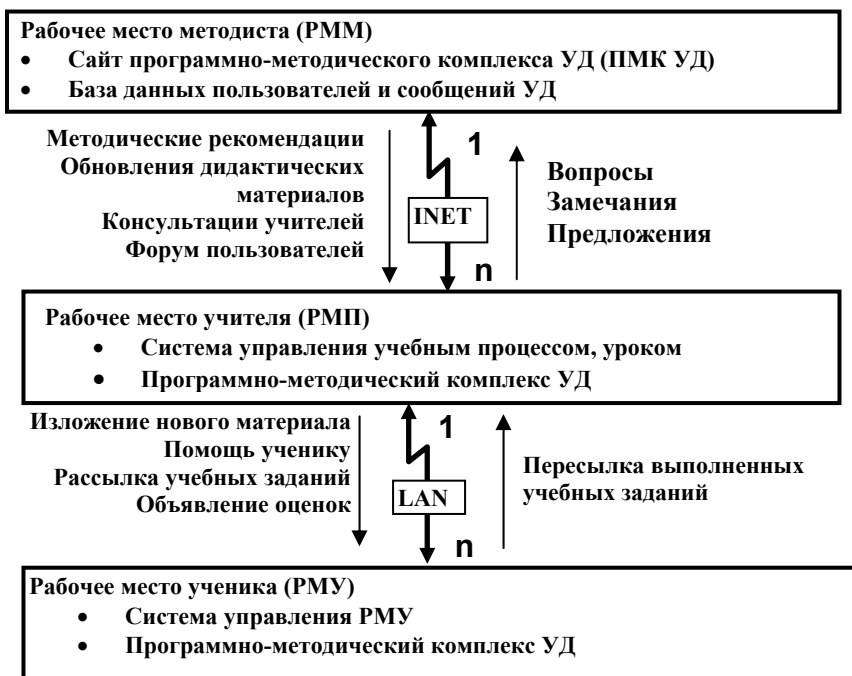 Рабочее место методиста (РММ)
• Сайт программно-методического комплекса УД (ПМК УД)
• База данных пользователей и сообщений УД
Методические рекомендации
Обновления дидактических
материалов
Консультации учителей
Форум пользователей
1
INET
n
Вопросы
Замечания
Предложения
Рабочее место учителя (РМП)
• Система управления учебным процессом, уроком
• Программно-методический комплекс УД
Изложение нового материала
Помощь ученику
Рассылка учебных заданий
Объявление оценок
1
LAN
n
Пересылка выполненных
учебных заданий
Рабочее место ученика (РМУ)
• Система управления РМУ
• Программно-методический комплекс УД